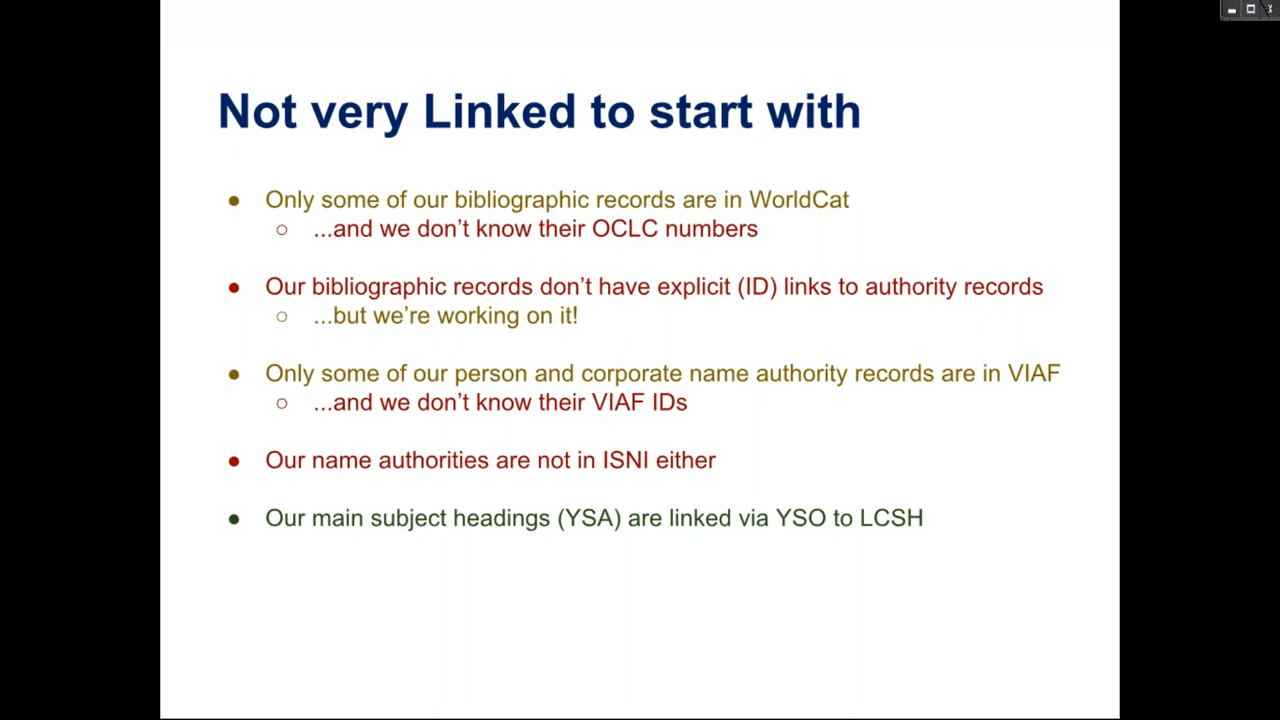 Not very Linked to start with
● Only some of our bibliographic records are in WorldCat
○ ...and we don’t know their OCLC numbers
● Our bibliographic records don’t have explicit (ID) links to authority records
○ ...but we’re working on it!
● Only some of our person and corporate name authority records are in VIAF
○ ...and we don’t know their VIAF IDs
● Our name authorities are not in ISNI either
● Our main subject headings (YSA) are linked via YSO to LCSH